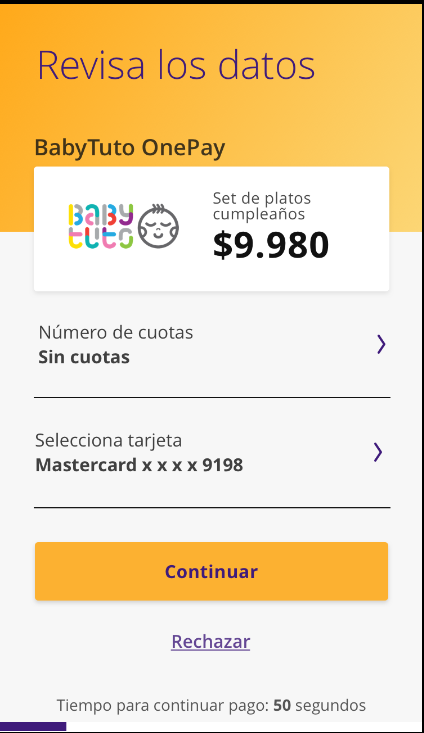 Revisa los datos
BabyTuto OnePay
baby
tuto
Set de platos
cumpleaños
$9.980
Número de cuotas
Sin cuotas
Selecciona tarjeta
Mastercard x x x x 9198
Continuar
Rechazar
Tiempo para continuar pago: 50 segundos